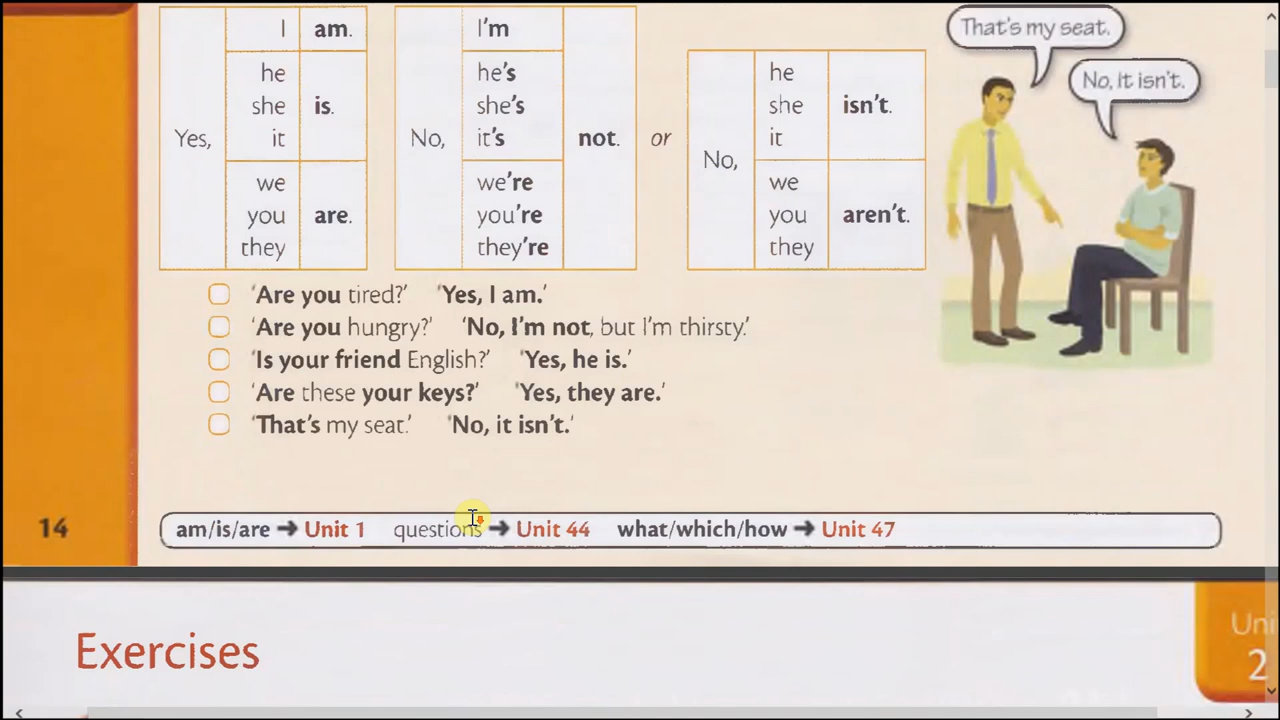 Yes,
I am.
he
she is.
it
we
you are.
they
No,
I'm
he's
she's
it's
we're
you're
they're
not.
or
No,
he
she isn't.
it
we
you aren't.
they
That's my seat.
No, it isn't.
'Are you tired?' 'Yes, I am.'
'Are you hungry?' 'No, I'm not, but I'm thirsty.'
'Is your friend English?' 'Yes, he is.'
'Are these your keys?' 'Yes, they are.'
'That's my seat.' 'No, it isn't.'
14
am/is/are ➔ Unit 1 questions ➔ Unit 44 what/which/how ➔ Unit 47
Exercises
2